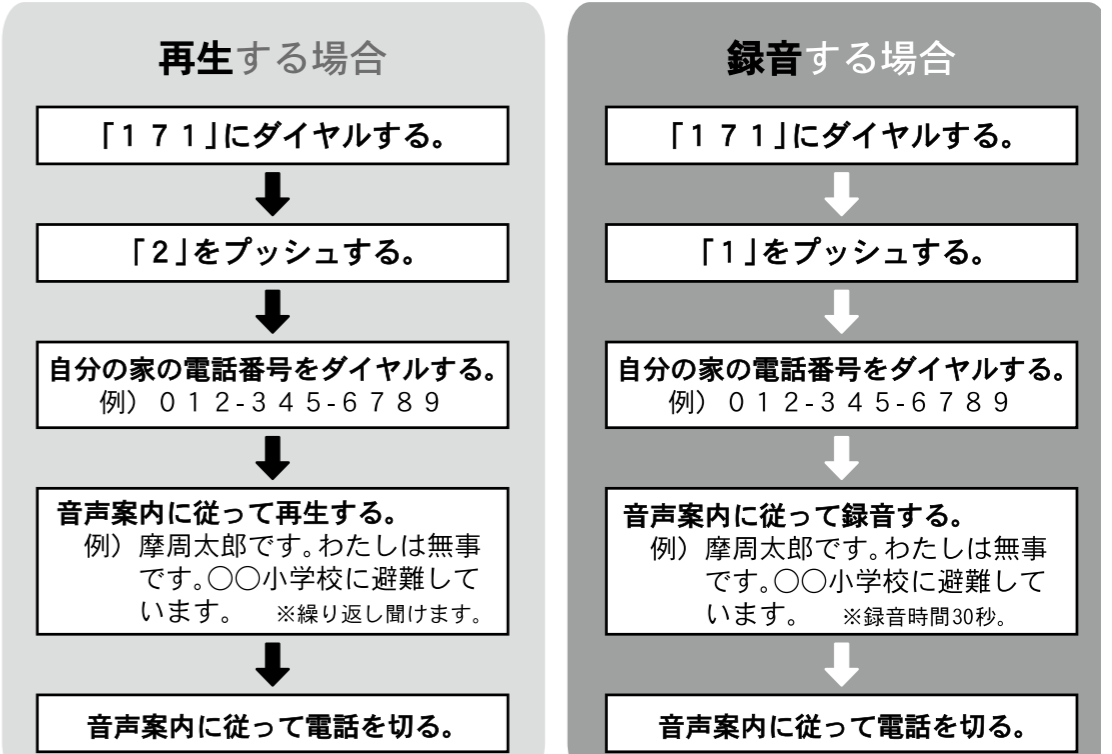 再生する場合
「１７１」にダイヤルする。
「２」をプッシュする。
自分の家の電話番号をダイヤルする。
例）０１２-３４５-６７８９
音声案内に従って再生する。
例）摩周太郎です。わたしは無事
です。○○小学校に避難して
います。　※繰り返し聞けます。
音声案内に従って電話を切る。
録音する場合
「１７１」にダイヤルする。
「１」をプッシュする。
自分の家の電話番号をダイヤルする。
例）０１２-３４５-６７８９
音声案内に従って録音する。
例）摩周太郎です。わたしは無事
です。○○小学校に避難して
います。　※録音時間30秒。
音声案内に従って電話を切る。